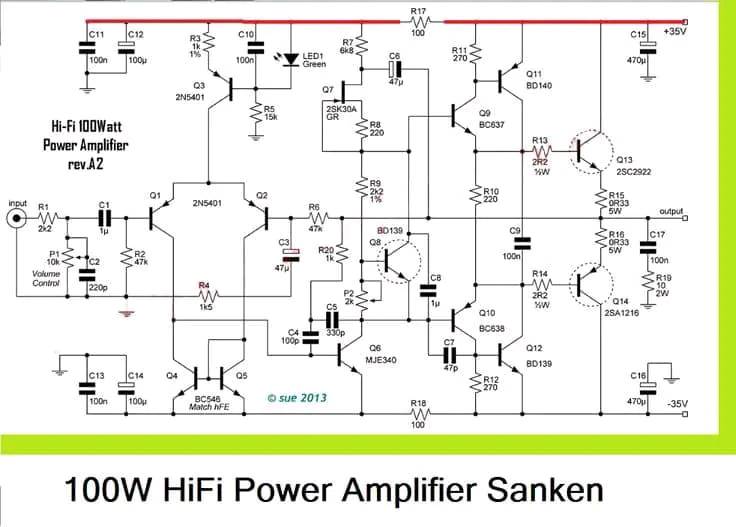 R17
100
+35V
C11
100n
C12
100µ
R3
1k
1%
C10
100n
LED1
Green
R7
6k8
C6
47µ
R11
270
Q11
BD140
C15
470µ
Q3
2N5401
R5
15k
Q7
2SK30A
GR
R8
220
Q9
BC637
Hi-Fi 100Watt
Power Amplifier
rev.A2
R13
2R2
½W
Q13
2SC2922
input
R1
2k2
C1
1µ
Q1
2N5401
Q2
R6
47k
R9
2k2
1%
R10
220
R15
0R33
5W
output
P1
10k
Volume
Control
C2
220p
R2
47k
C3
47µ
R20
1k
BD139
Q8
C9
100n
R16
0R33
5W
C17
100n
R4
1k5
P2
2k
C8
1µ
R14
2R2
½W
Q14
2SA1216
R19
10
2W
C4
100p
C5
330p
Q10
BC638
Q6
MJE340
C7
47p
Q12
BD139
C13
100n
C14
100µ
Q4
Q5
BC546
Match hFE
© sue 2013
R12
270
R18
100
C16
470µ
-35V
100W HiFi Power Amplifier Sanken